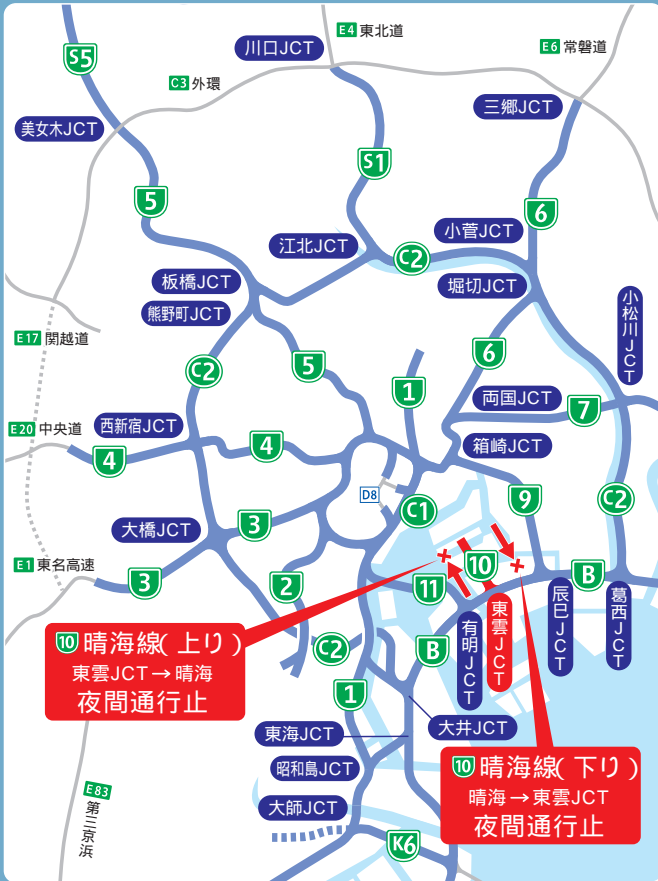 E4 東北道
川口JCT
E6 常磐道
S5
C3 外環
三郷JCT
美女木JCT
S1
5
6
小菅JCT
江北JCT
C2
板橋JCT
堀切JCT
熊野町JCT
小松川JCT
E17 関越道
6
5
C2
1
両国JCT
7
E20 中央道
西新宿JCT
4
4
箱崎JCT
D8
9
C2
C1
大橋JCT
3
E1 東名高速
10
B
3
2
11
辰巳JCT
葛西JCT
東雲JCT
有明JCT
10 晴海線(上り)
東雲JCT→晴海
夜間通行止
C2
B
1
大井JCT
東海JCT
昭和島JCT
10 晴海線(下り)
晴海→東雲JCT
夜間通行止
E83
第三京浜
大師JCT
K6